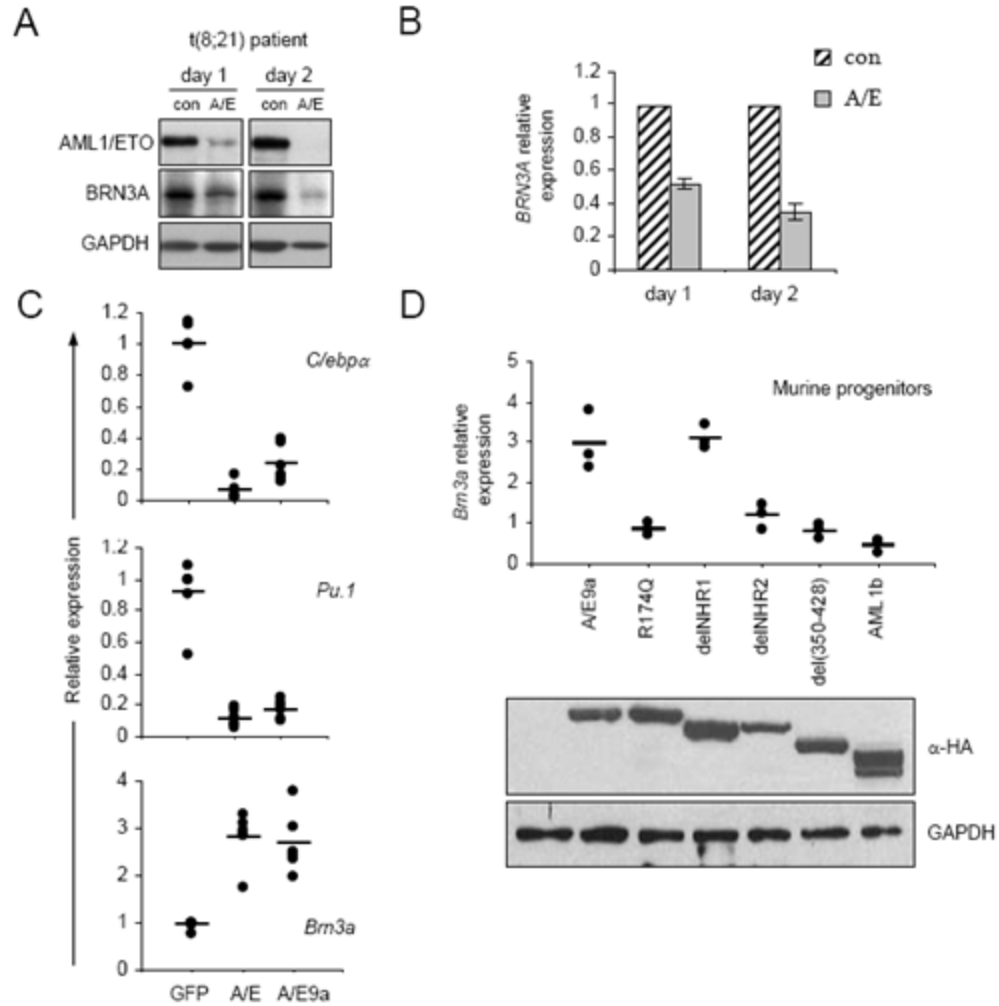 A
t(8;21) patient
day 1 day 2
con A/E con A/E
AML1/ETO
BRN3A
GAPDH
B
con
A/E
BRN3A relative
expression
1.2
1
0.8
0.6
0.4
0.2
0
day 1 day 2
C
Relative expression
1.2
1
0.8
0.6
0.4
0.2
0
C/ebpα
1.2
1
0.8
0.6
0.4
0.2
0
Pu.1
4
3
2
1
0
Brn3a
GFP A/E A/E9a
D
Murine progenitors
Brn3a relative
expression
5
4
3
2
1
0
A/E9a
R174Q
delNHR1
delNHR2
del(350-428)
AML1b
α-HA
GAPDH